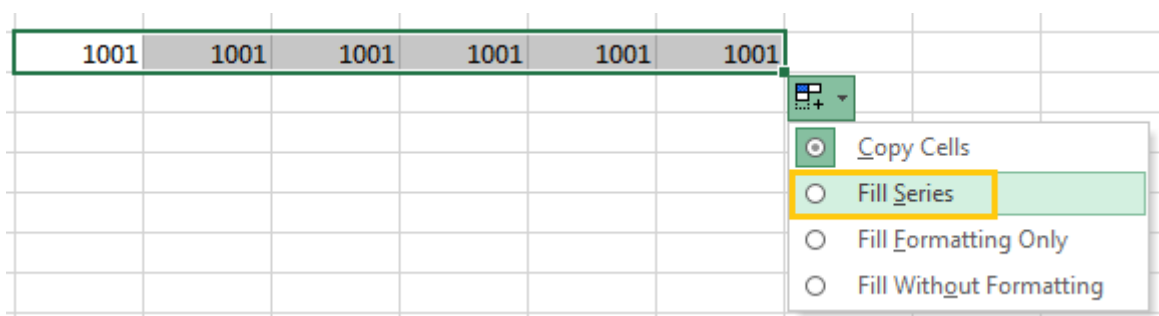 1001 1001 1001 1001 1001 1001
Copy Cells
Fill Series
Fill Formatting Only
Fill Without Formatting